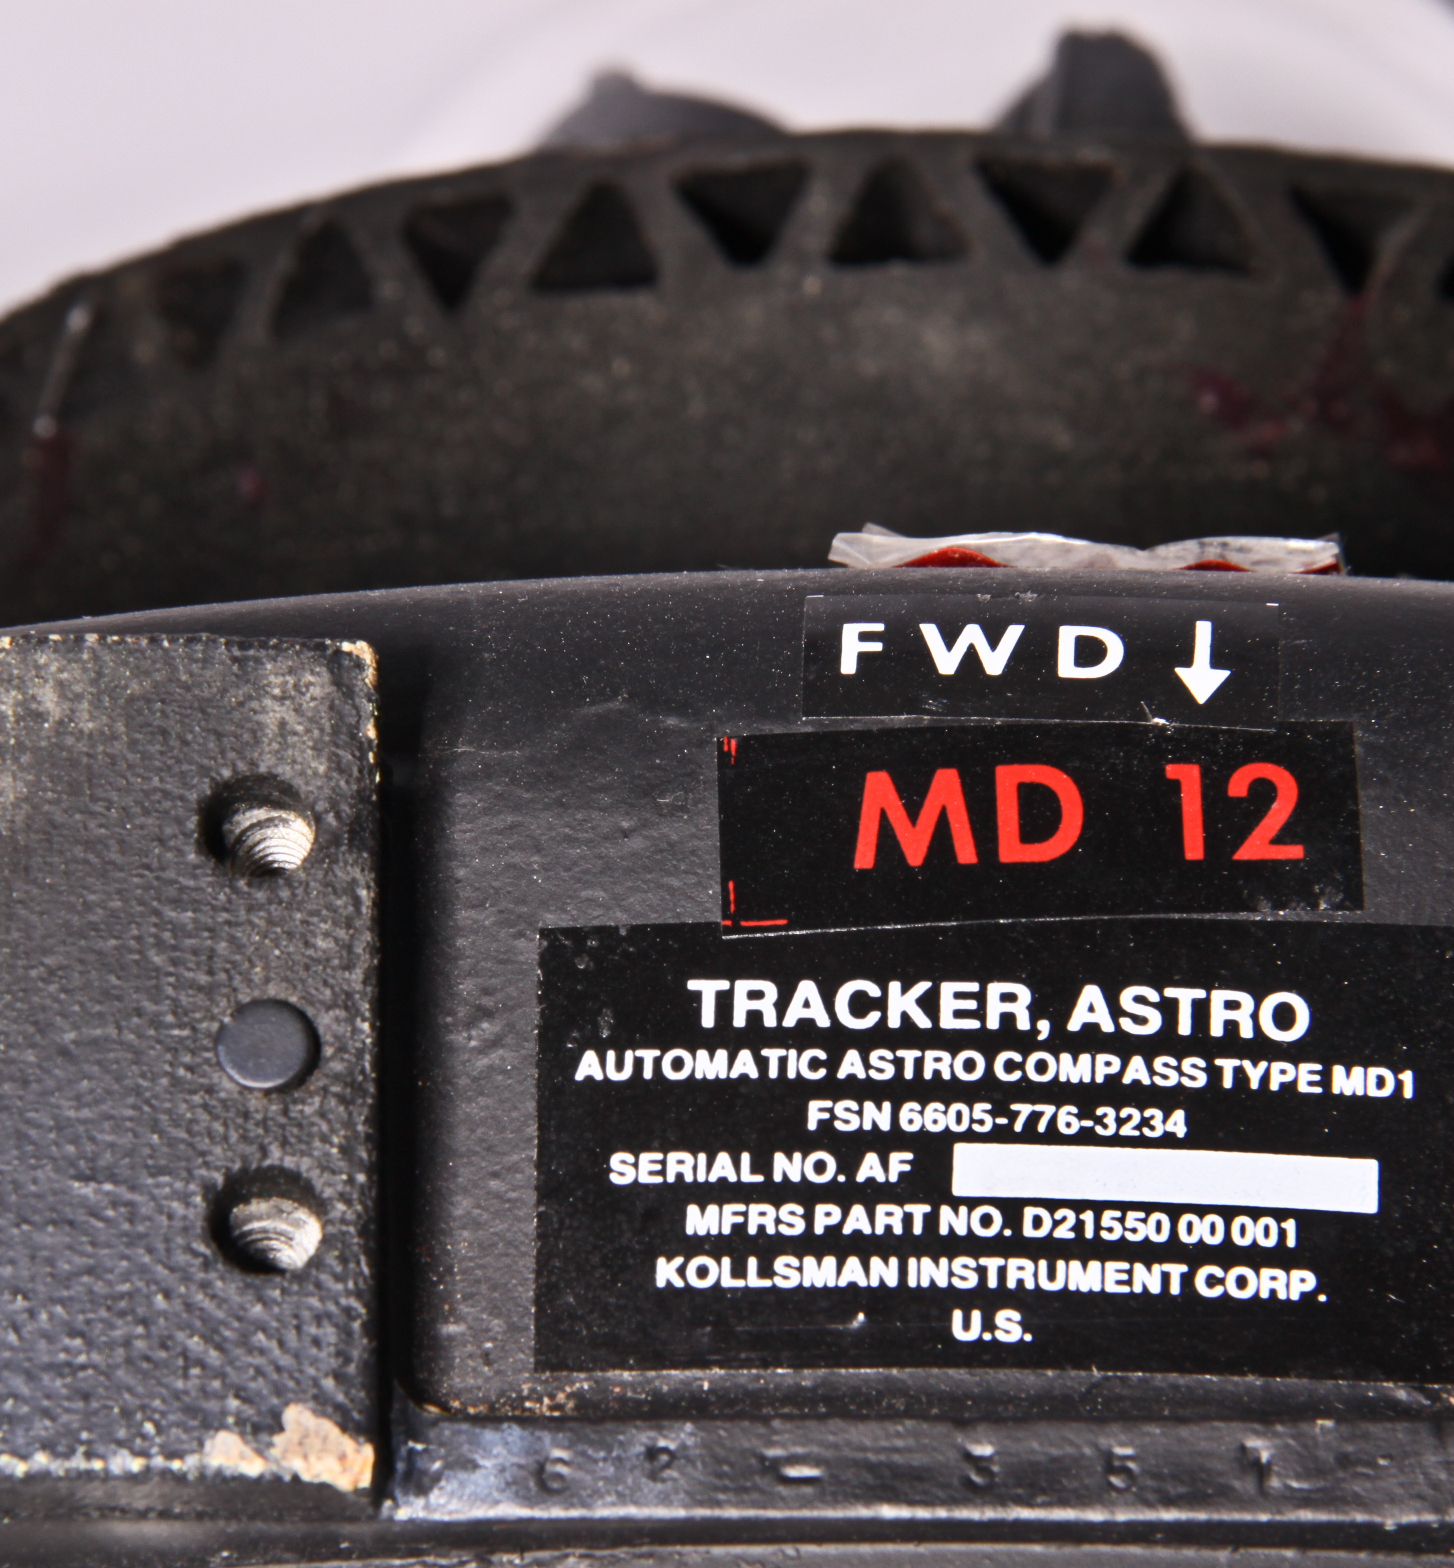 FWD↓
MD 12
TRACKER, ASTRO
AUTOMATIC ASTRO COMPASS TYPE MD1
FSN 6605-776-3234
SERIAL NO. AF
MFRS PART NO. D21550 00 001
KOLLSMAN INSTRUMENT CORP.
U.S.